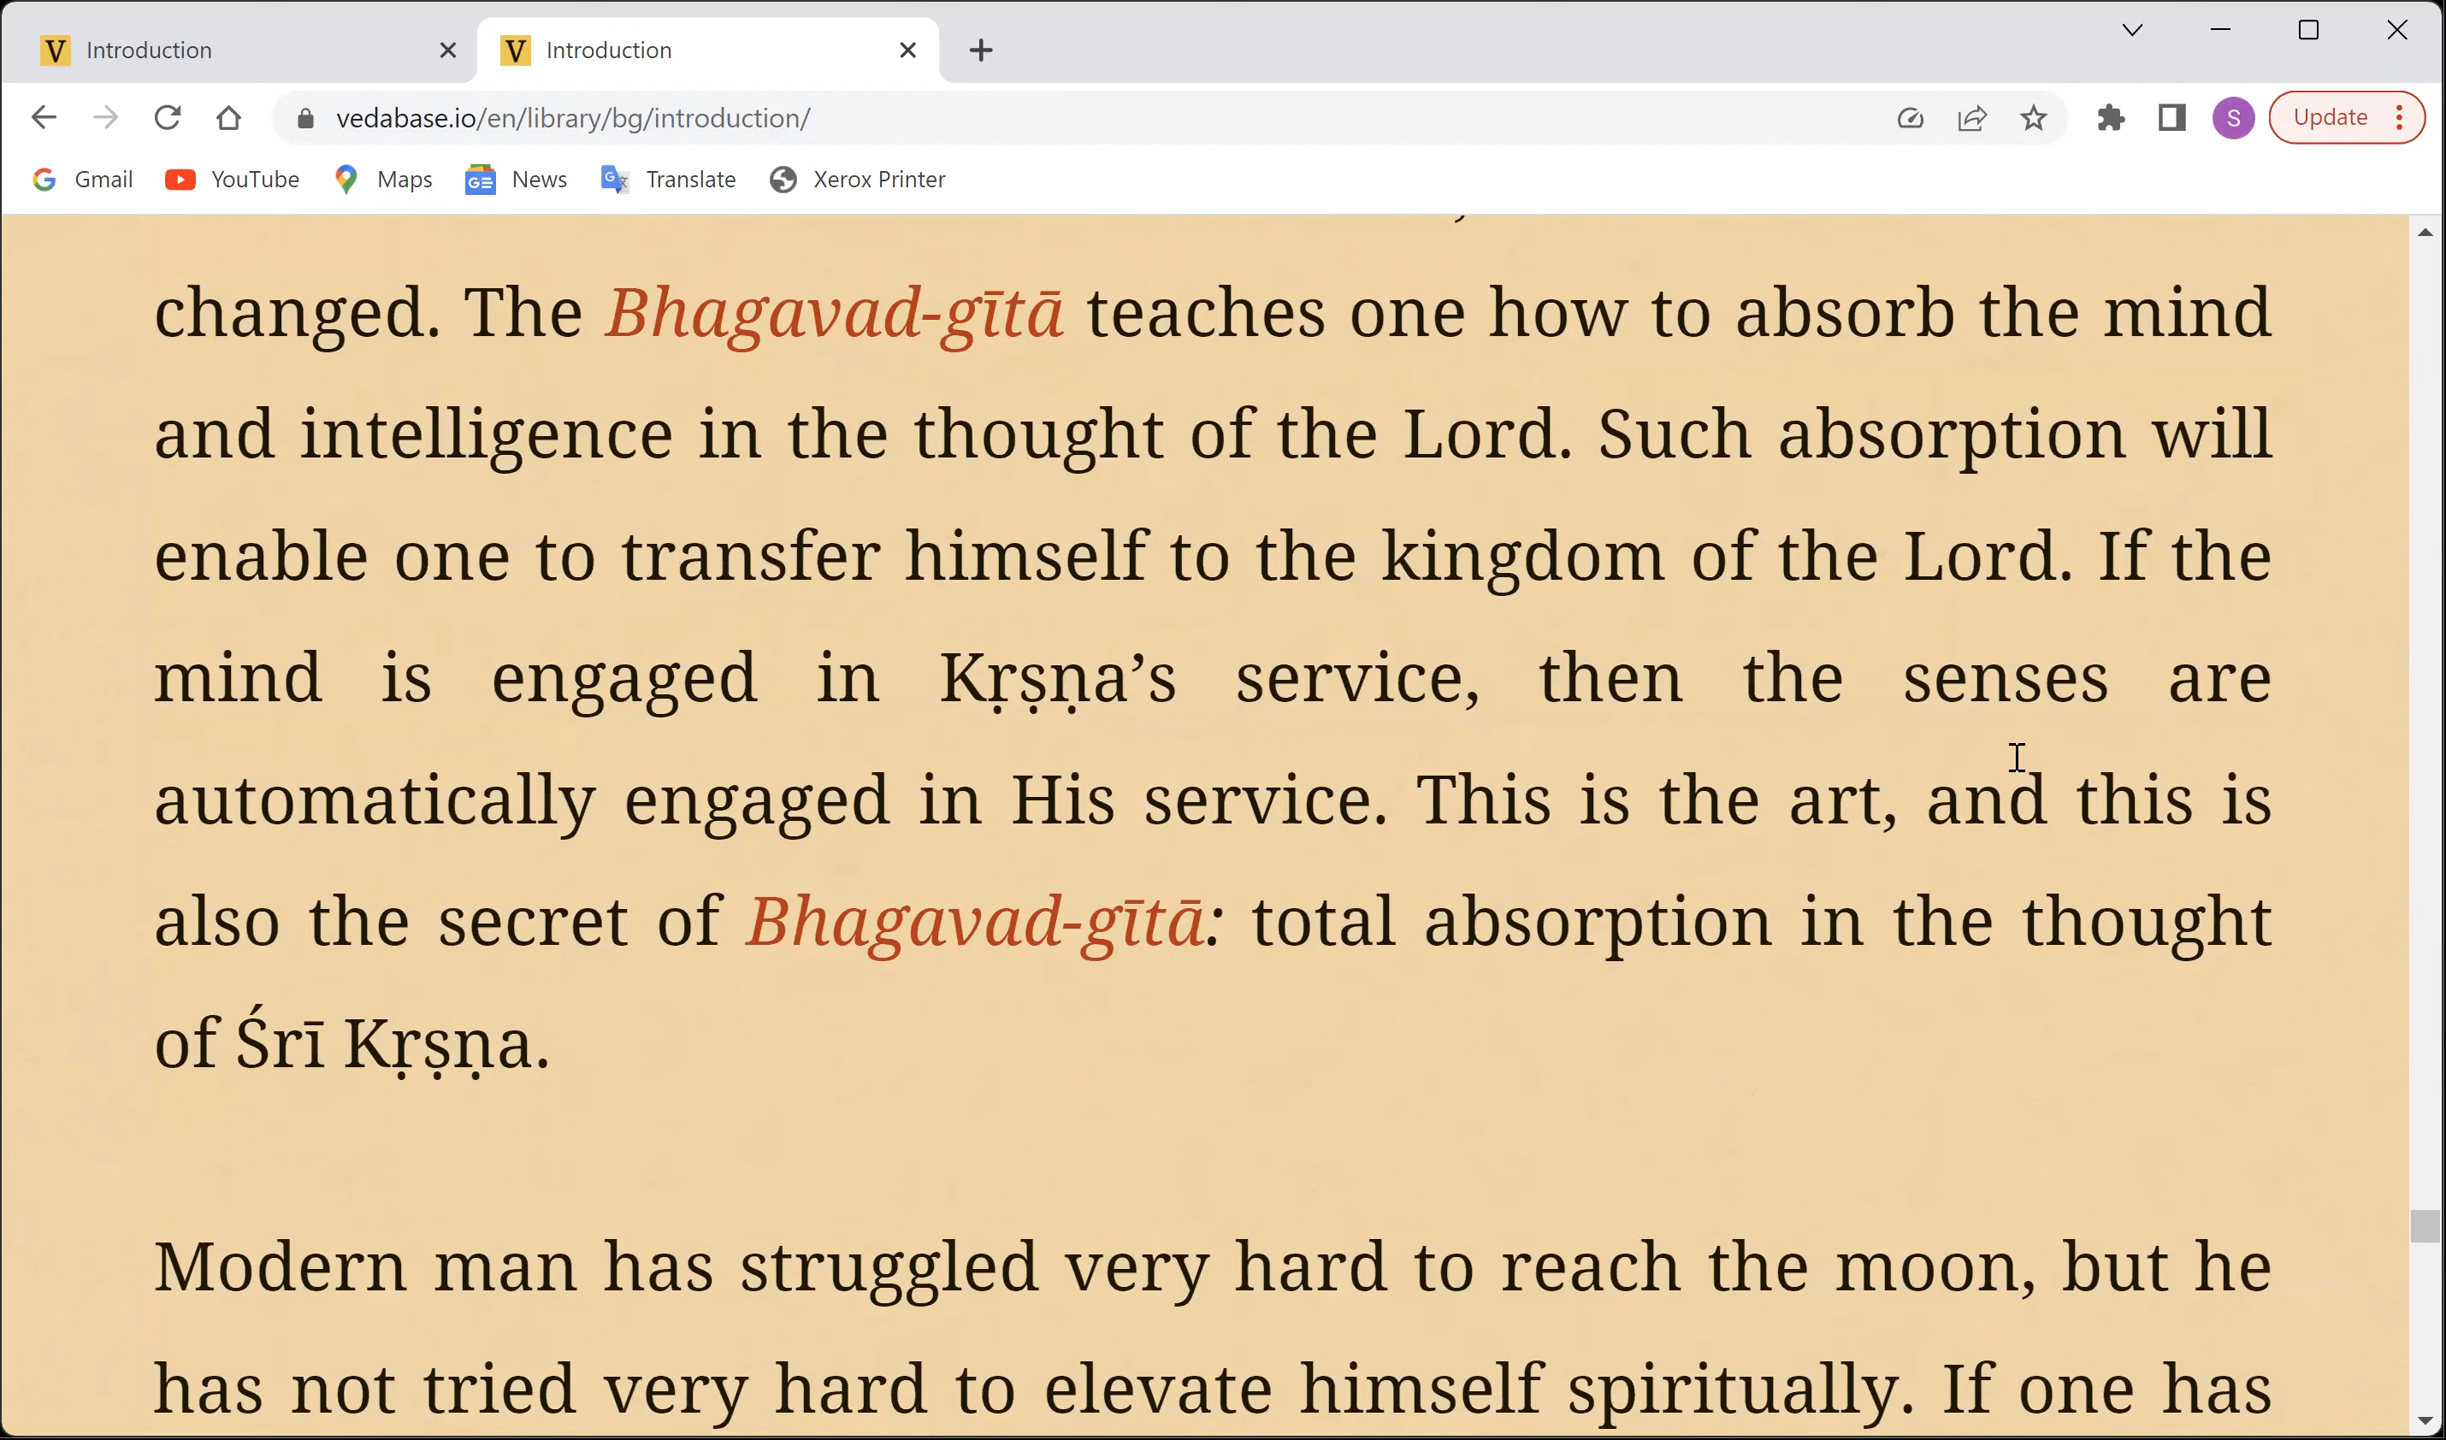 Introduction
Introduction
vedabase.io/en/library/bg/introduction/
S
Update
Gmail
YouTube
Maps
News
Translate
Xerox Printer
changed. The Bhagavad-gītā teaches one how to absorb the mind
and intelligence in the thought of the Lord. Such absorption will
enable one to transfer himself to the kingdom of the Lord. If the
mind is engaged in Kṛṣṇa’s service, then the senses are
automatically engaged in His service. This is the art, and this is
also the secret of Bhagavad-gītā: total absorption in the thought
of Śrī Kṛṣṇa.
Modern man has struggled very hard to reach the moon, but he
has not tried very hard to elevate himself spiritually. If one has